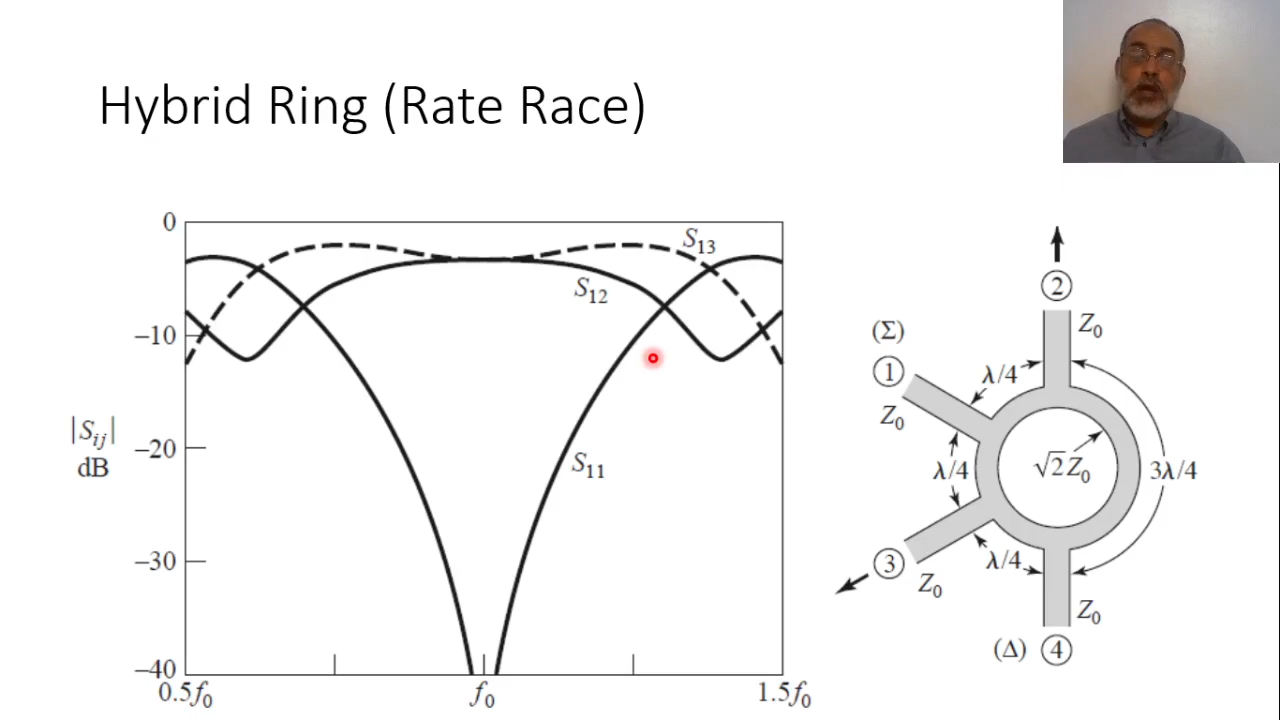 Hybrid Ring (Rate Race)
0
–10
–20
–30
–40
|Sij|
dB
S13
S12
S11
0.5f0
f0
1.5f0
2
Z0
(Σ)
1
Z0
λ/4
λ/4
√2Z0
3λ/4
3
λ/4
Z0
Z0
(Δ) 4